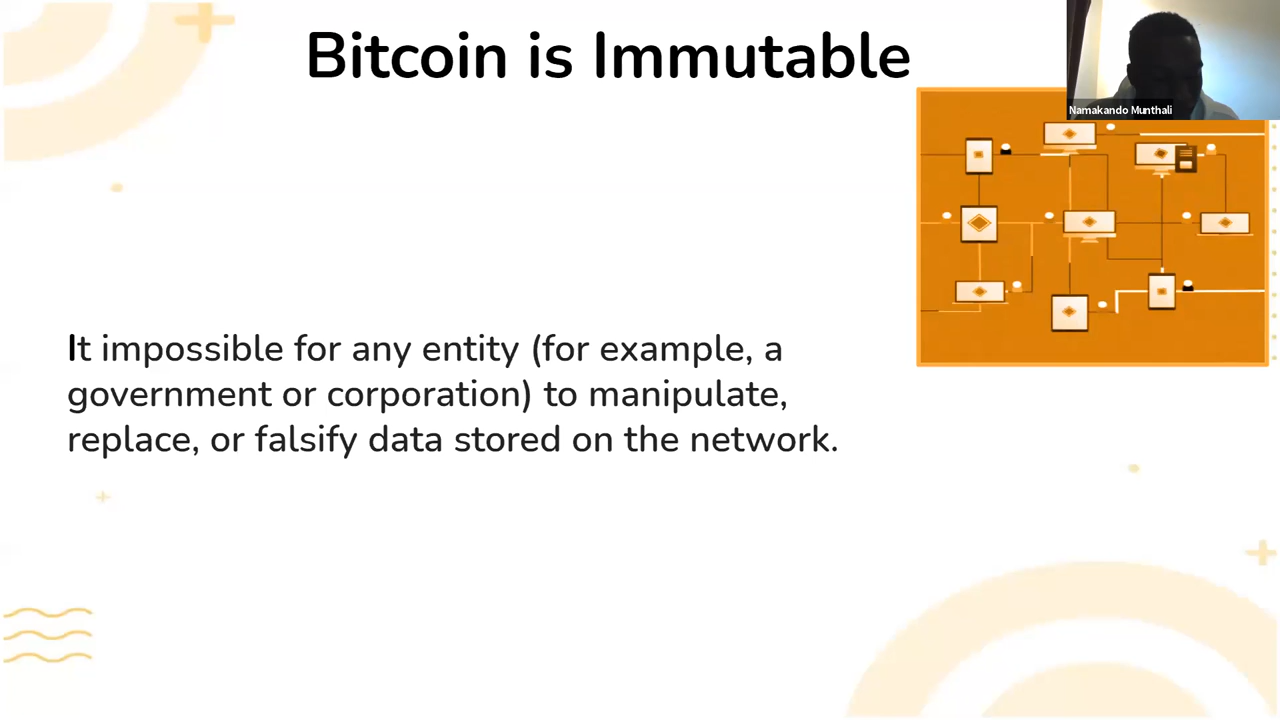 Bitcoin is Immutable
Namakando Munthali
It impossible for any entity (for example, a
government or corporation) to manipulate,
replace, or falsify data stored on the network.